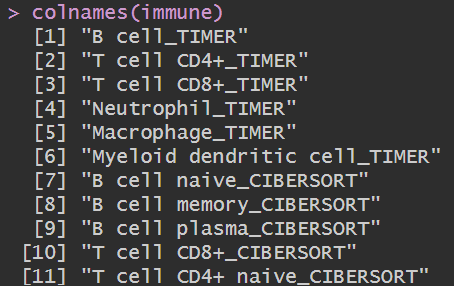 > colnames(immune)
[1] "B cell_TIMER"
[2] "T cell CD4+_TIMER"
[3] "T cell CD8+_TIMER"
[4] "Neutrophil_TIMER"
[5] "Macrophage_TIMER"
[6] "Myeloid dendritic cell_TIMER"
[7] "B cell naive_CIBERSORT"
[8] "B cell memory_CIBERSORT"
[9] "B cell plasma_CIBERSORT"
[10] "T cell CD8+_CIBERSORT"
[11] "T cell CD4+ naive_CIBERSORT"